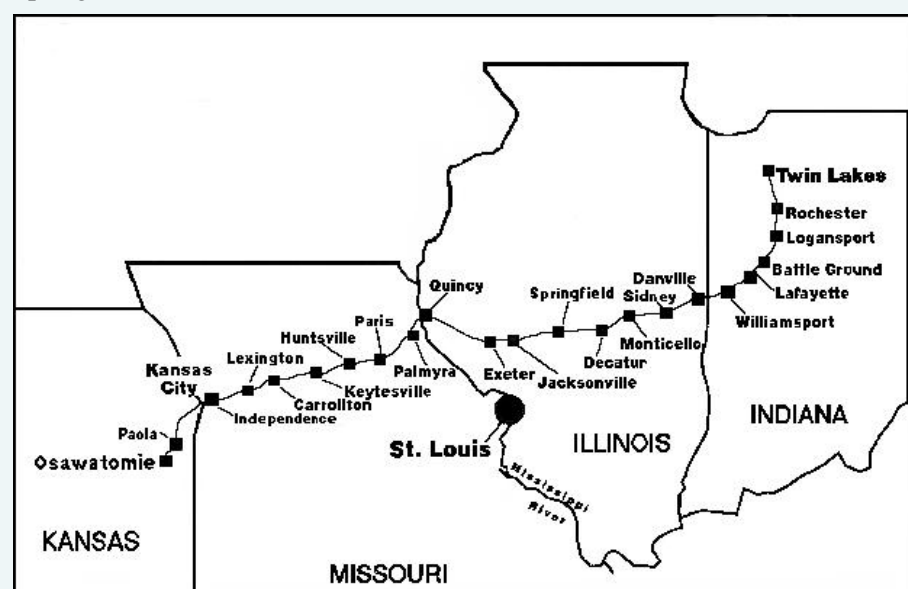 Twin Lakes
Rochester
Logansport
Battle Ground
Lafayette
Williamsport
Danville
Sidney
Monticello
Decatur
Springfield
Jacksonville
Exeter
Quincy
Palmyra
Paris
Huntsville
Keytesville
Carrollton
Lexington
Independence
Kansas
City
Paola
Osawatomie
St. Louis
Mississippi
River
KANSAS
MISSOURI
ILLINOIS
INDIANA